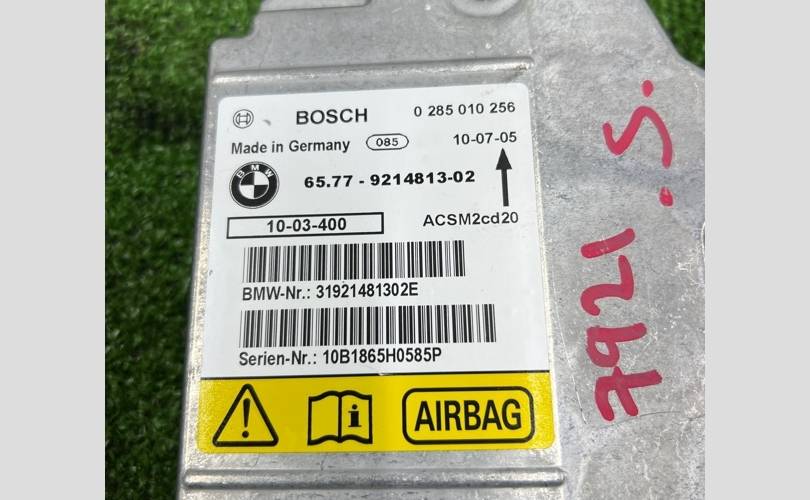 BOSCH 0 285 010 256
Made in Germany 085 10-07-05
BMW 65.77 - 9214813-02
10-03-400 ACSM2cd20
BMW-Nr.: 31921481302E
Serien-Nr.: 10B1865H0585P
AIRBAG
7921.S.